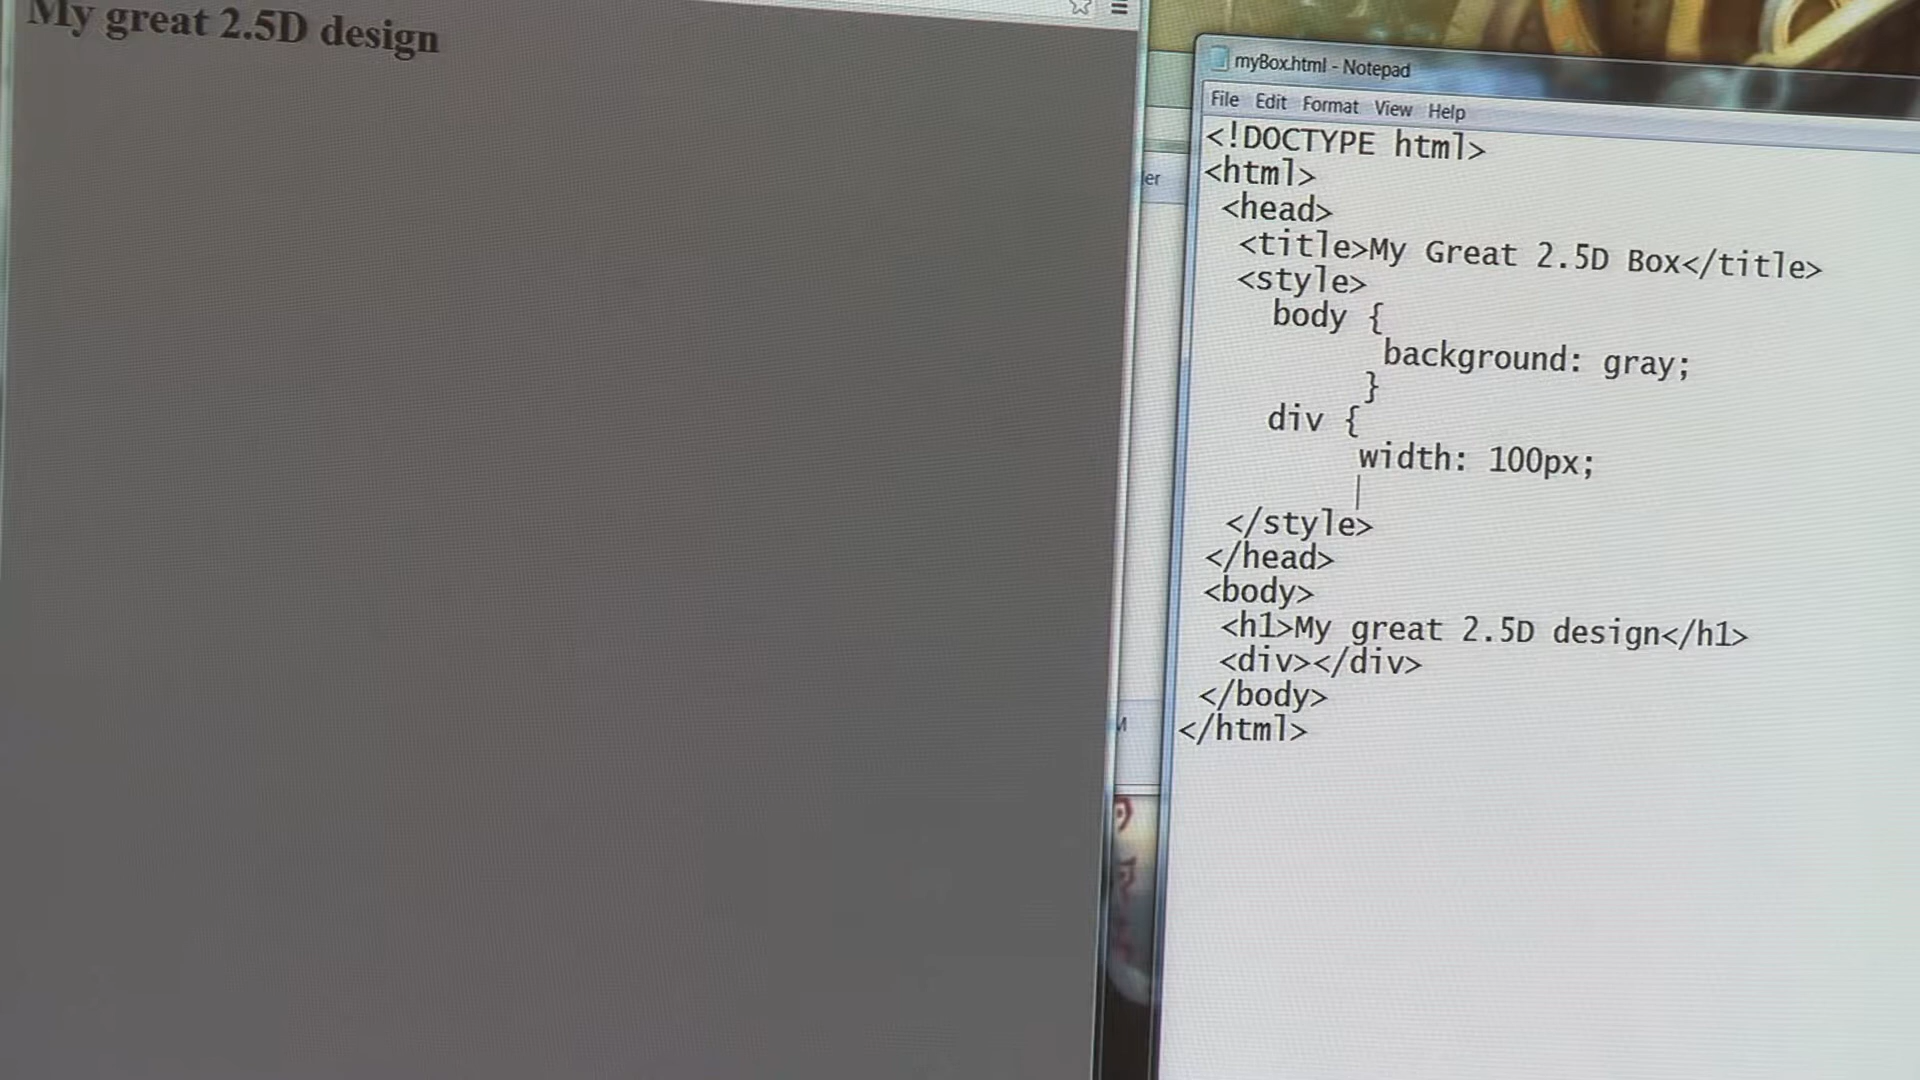 My great 2.5D design
myBox.html - Notepad
File Edit Format View Help
<!DOCTYPE html>
<html>
<head>
<title>My Great 2.5D Box</title>
<style>
body {
background: gray;
}
div {
width: 100px;
</style>
</head>
<body>
<h1>My great 2.5D design</h1>
<div></div>
</body>
</html>